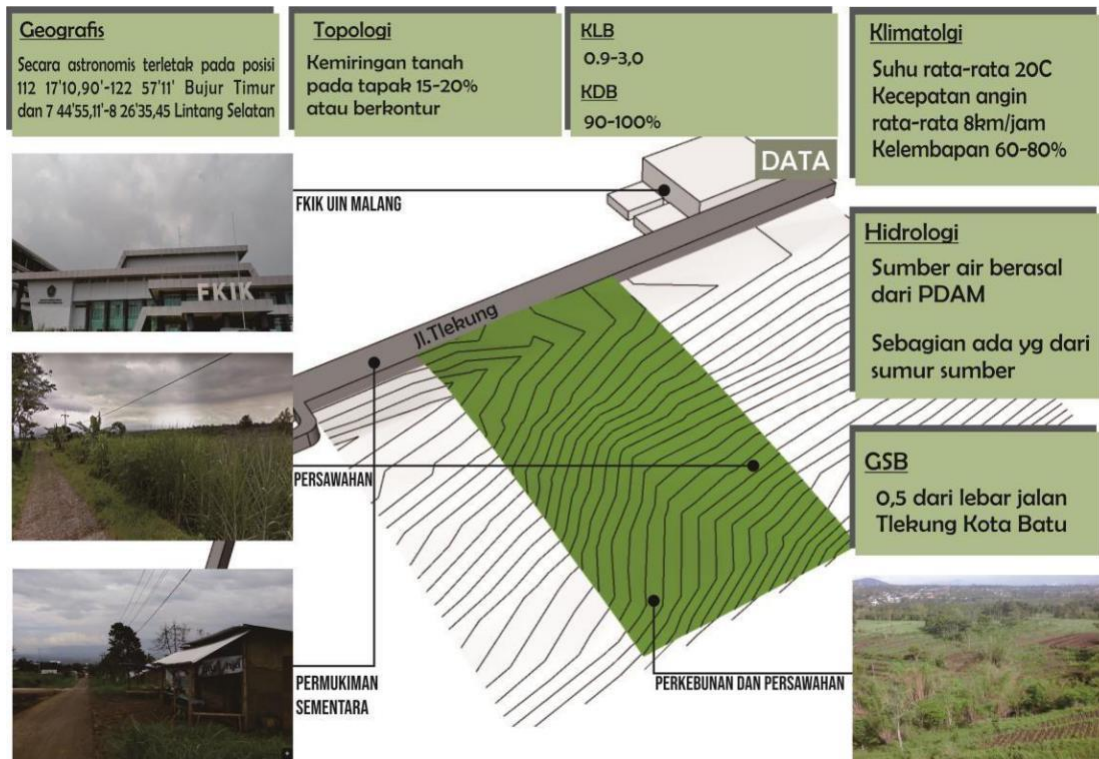 Geografis
Secara astronomis terletak pada posisi
112 17'10,90'-122 57'11' Bujur Timur
dan 7 44'55,11'-8 26'35,45 Lintang Selatan
Topologi
Kemiringan tanah
pada tapak 15-20%
atau berkontur
KLB
0.9-3,0
KDB
90-100%
Klimatolgi
Suhu rata-rata 20C
Kecepatan angin
rata-rata 8km/jam
Kelembapan 60-80%
DATA
FKIK UIN MALANG
FKIK
Jl.Tlekung
Hidrologi
Sumber air berasal
dari PDAM
Sebagian ada yg dari
sumur sumber
PERSAWAHAN
GSB
0,5 dari lebar jalan
Tlekung Kota Batu
PERMUKIMAN
SEMENTARA
PERKEBUNAN DAN PERSAWAHAN